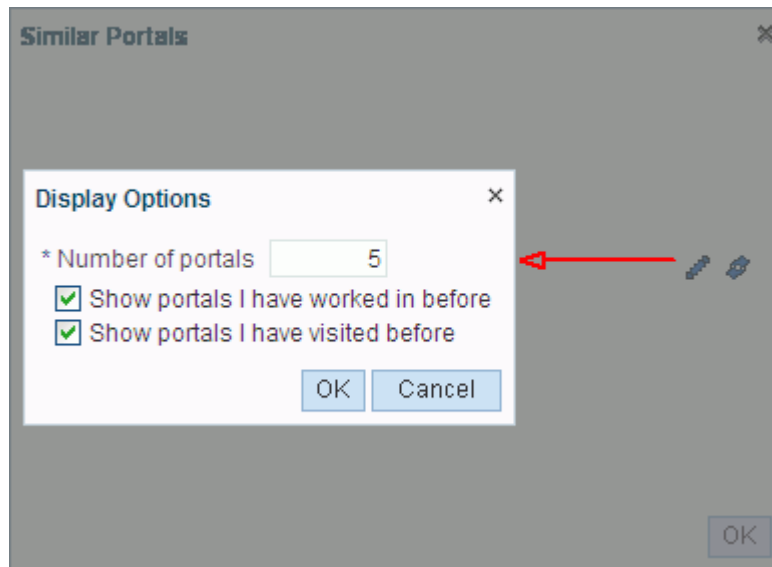 Similar Portals
Display Options
* Number of portals 5
Show portals I have worked in before
Show portals I have visited before
OK Cancel
OK